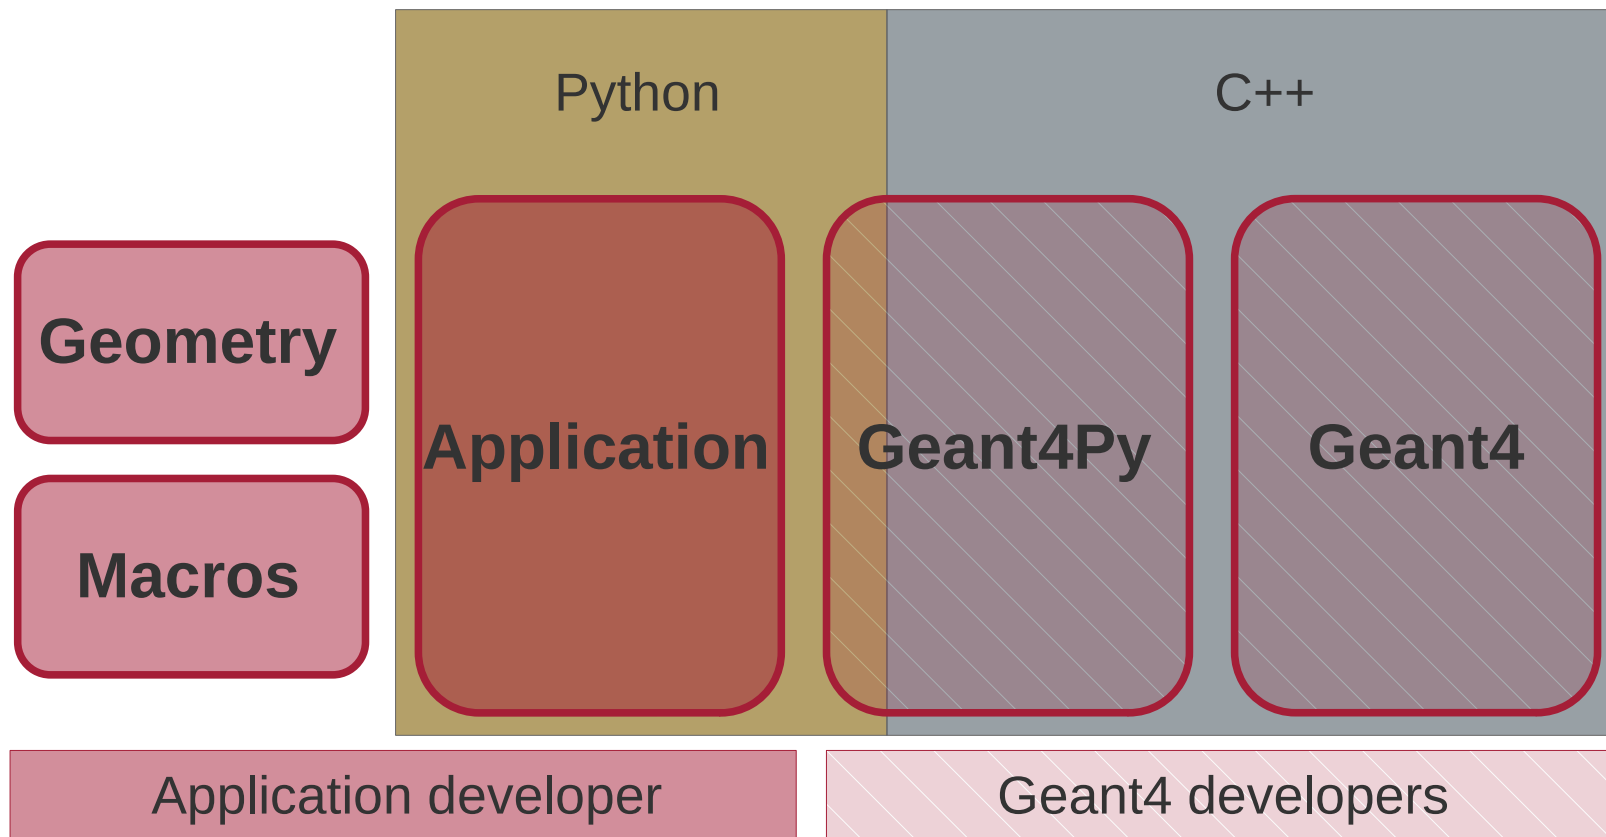 Python
C++
Geometry
Macros
Application
Geant4Py
Geant4
Application developer
Geant4 developers